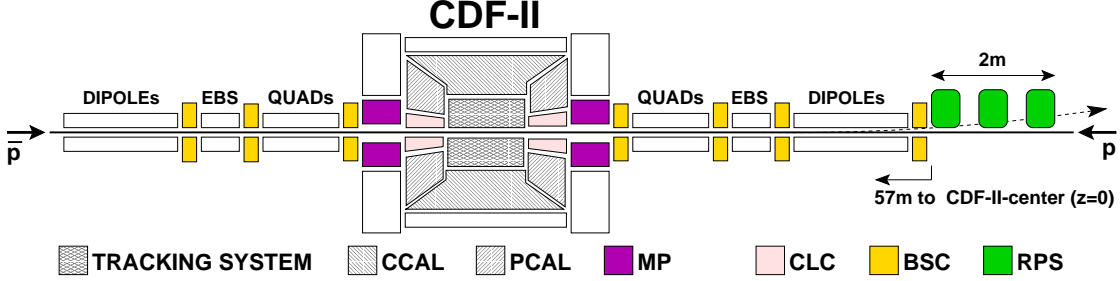 CDF-II
2m
DIPOLEs EBS QUADs QUADs EBS DIPOLEs
p̅ p
57m to CDF-II-center (z=0)
TRACKING SYSTEM CCAL PCAL MP CLC BSC RPS